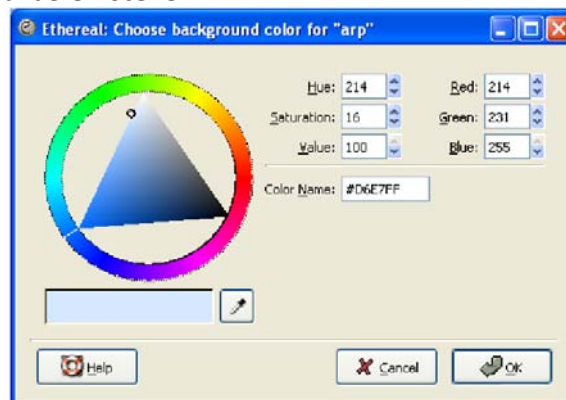 Ethereal: Choose background color for "arp"
Hue: 214 Red: 214
Saturation: 16 Green: 231
Value: 100 Blue: 255
Color Name: #D6E7FF
Help Cancel OK